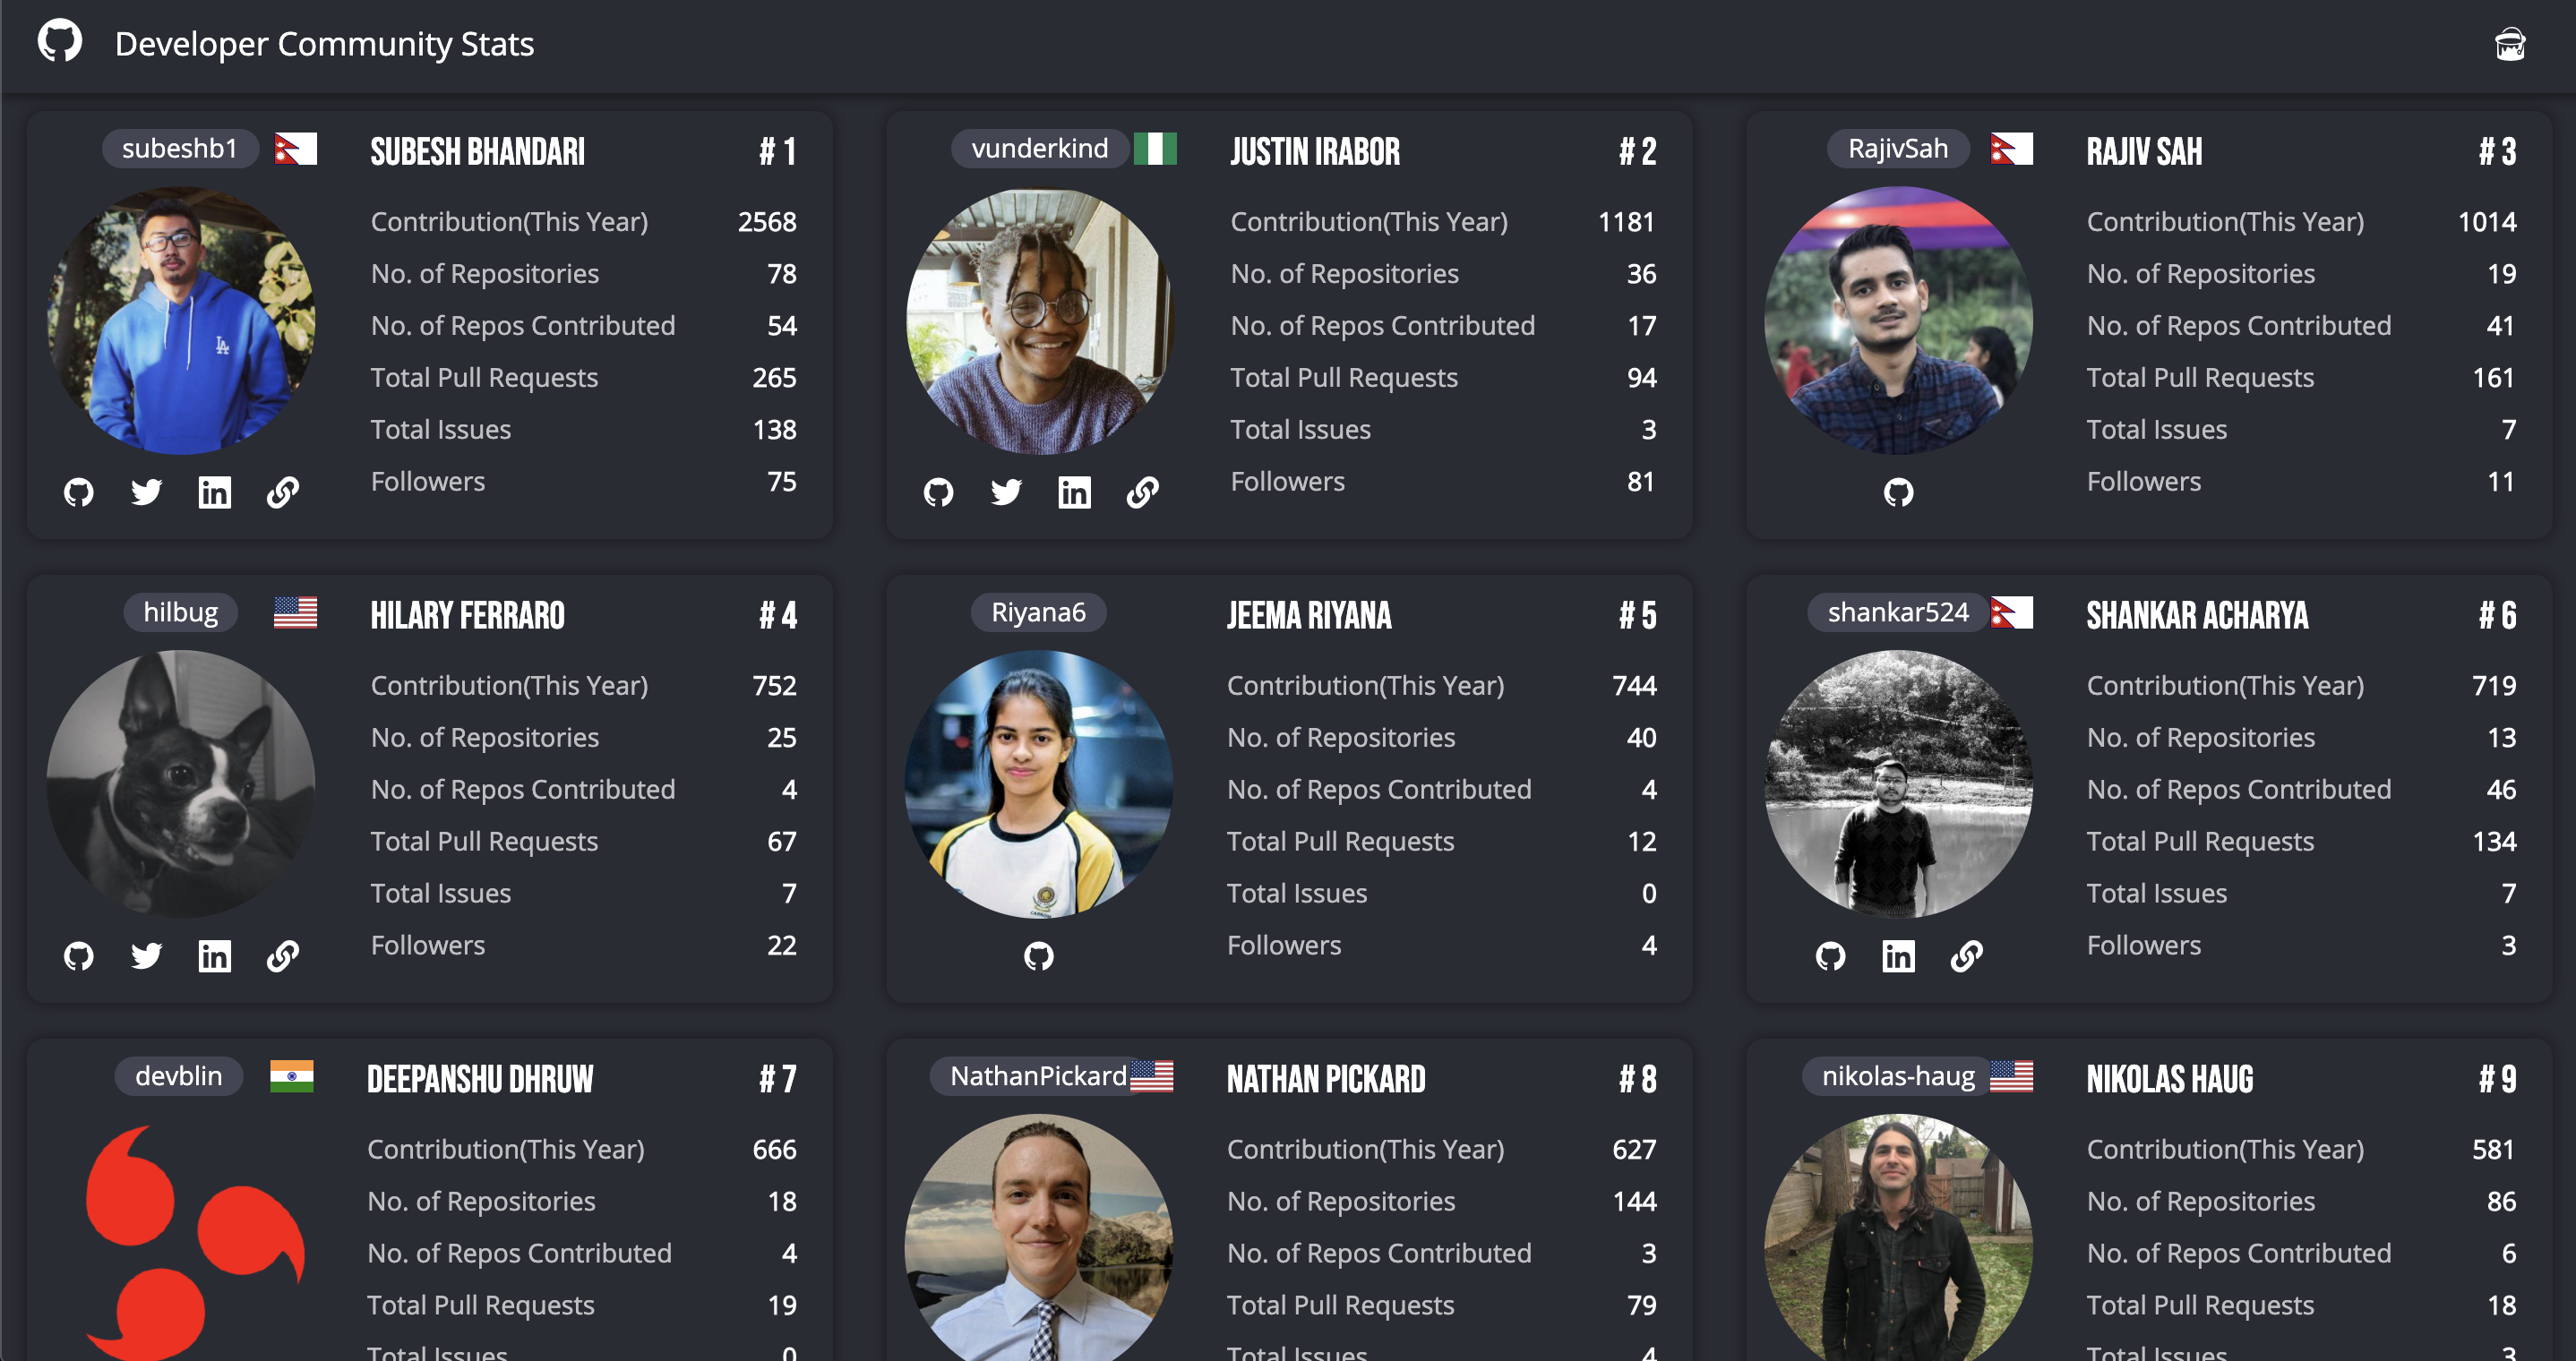 Developer Community Stats
subeshb1
SUBESH BHANDARI # 1
Contribution(This Year) 2568
No. of Repositories 78
No. of Repos Contributed 54
Total Pull Requests 265
Total Issues 138
Followers 75
LA
vunderkind
JUSTIN IRABOR # 2
Contribution(This Year) 1181
No. of Repositories 36
No. of Repos Contributed 17
Total Pull Requests 94
Total Issues 3
Followers 81
RajivSah
RAJIV SAH # 3
Contribution(This Year) 1014
No. of Repositories 19
No. of Repos Contributed 41
Total Pull Requests 161
Total Issues 7
Followers 11
hilbug
HILARY FERRARO # 4
Contribution(This Year) 752
No. of Repositories 25
No. of Repos Contributed 4
Total Pull Requests 67
Total Issues 7
Followers 22
Riyana6
JEEMA RIYANA # 5
Contribution(This Year) 744
No. of Repositories 40
No. of Repos Contributed 4
Total Pull Requests 12
Total Issues 0
Followers 4
shankar524
SHANKAR ACHARYA # 6
Contribution(This Year) 719
No. of Repositories 13
No. of Repos Contributed 46
Total Pull Requests 134
Total Issues 7
Followers 3
devblin
DEEPANSHU DHRUW # 7
Contribution(This Year) 666
No. of Repositories 18
No. of Repos Contributed 4
Total Pull Requests 19
Total Issues 0
NathanPickard
NATHAN PICKARD # 8
Contribution(This Year) 627
No. of Repositories 144
No. of Repos Contributed 3
Total Pull Requests 79
Total Issues 4
nikolas-haug
NIKOLAS HAUG # 9
Contribution(This Year) 581
No. of Repositories 86
No. of Repos Contributed 6
Total Pull Requests 18
Total Issues 3